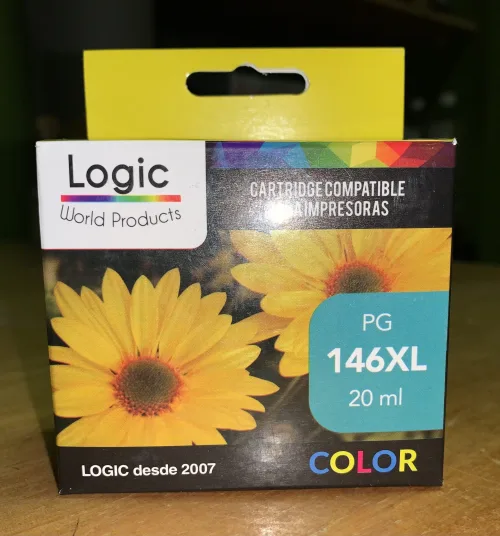 Logic
World Products
CARTRIDGE COMPATIBLE
IMPRESORAS
PG
146XL
20 ml
LOGIC desde 2007
COLOR